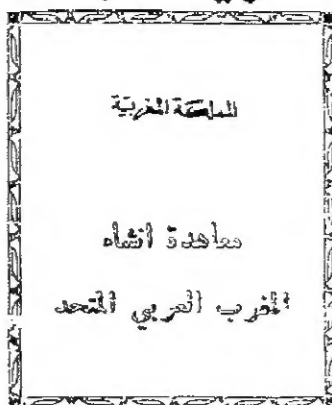 المملكة المغربية
معاهدة انشاء
المغرب العربي المتحد